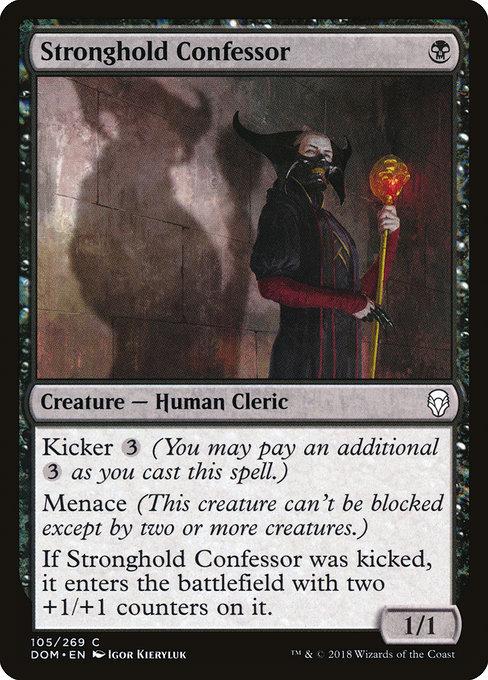 Stronghold Confessor
Creature — Human Cleric
Kicker 3 (You may pay an additional
3 as you cast this spell.)
Menace (This creature can't be blocked
except by two or more creatures.)
If Stronghold Confessor was kicked,
it enters the battlefield with two
+1/+1 counters on it.
1/1
105/269 C
DOM • EN Igor Kieryluk
™ & © 2018 Wizards of the Coast